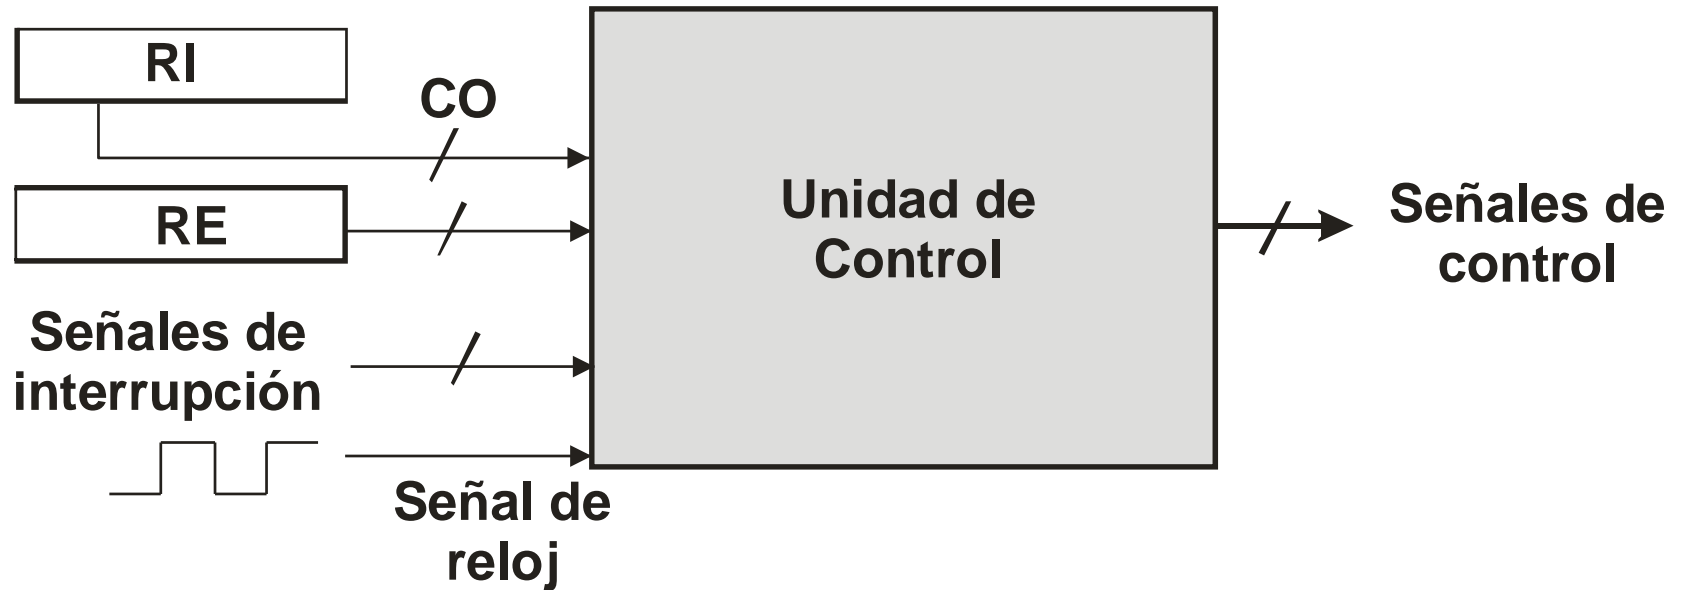 RI
CO
RE
Unidad de
Control
Señales de
control
Señales de
interrupción
Señal de
reloj